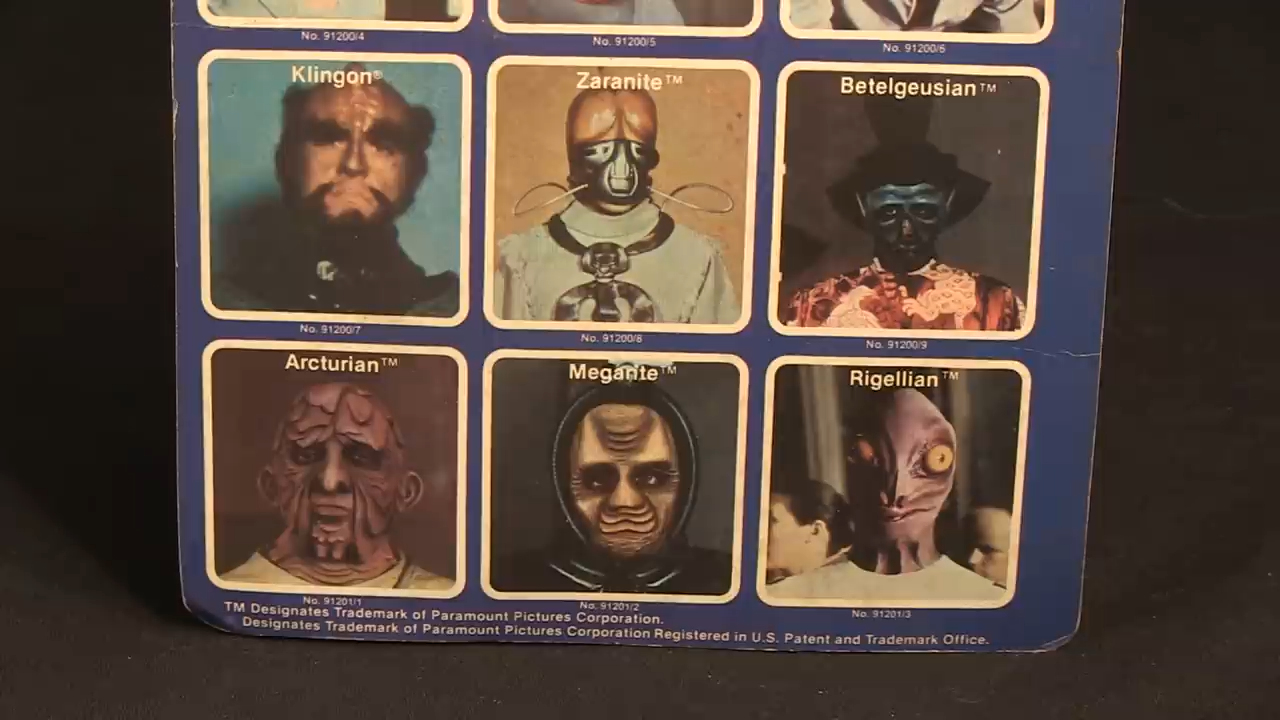 No. 91200/4 No. 91200/5 No. 91200/6
Klingon® Zaranite™ Betelgeusian™
No. 91200/7 No. 91200/8 No. 91200/9
Arcturian™ Megarite™ Rigellian™
No. 91201/1 No. 91201/2 No. 91201/3
TM Designates Trademark of Paramount Pictures Corporation.
Designates Trademark of Paramount Pictures Corporation Registered in U.S. Patent and Trademark Office.